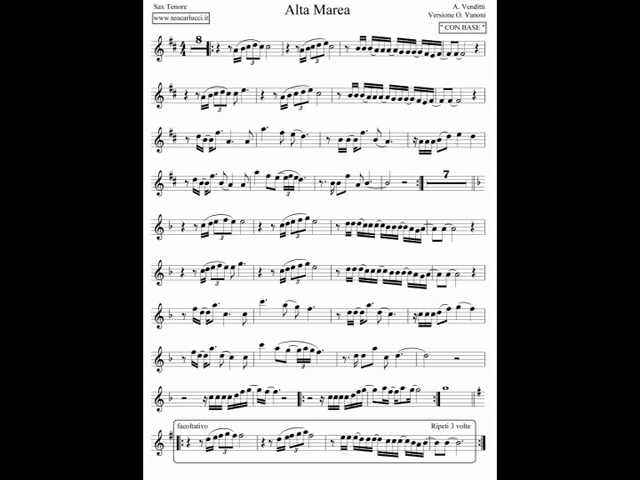 Sax Tenore
www.teocarlucci.it
Alta Marea
A. Venditti
Versione O. Vanoni
" CON BASE "
8
3
3
3
3
3
3
7
3
3
3
3
3
facoltativo
Ripeti 3 volte
3
3